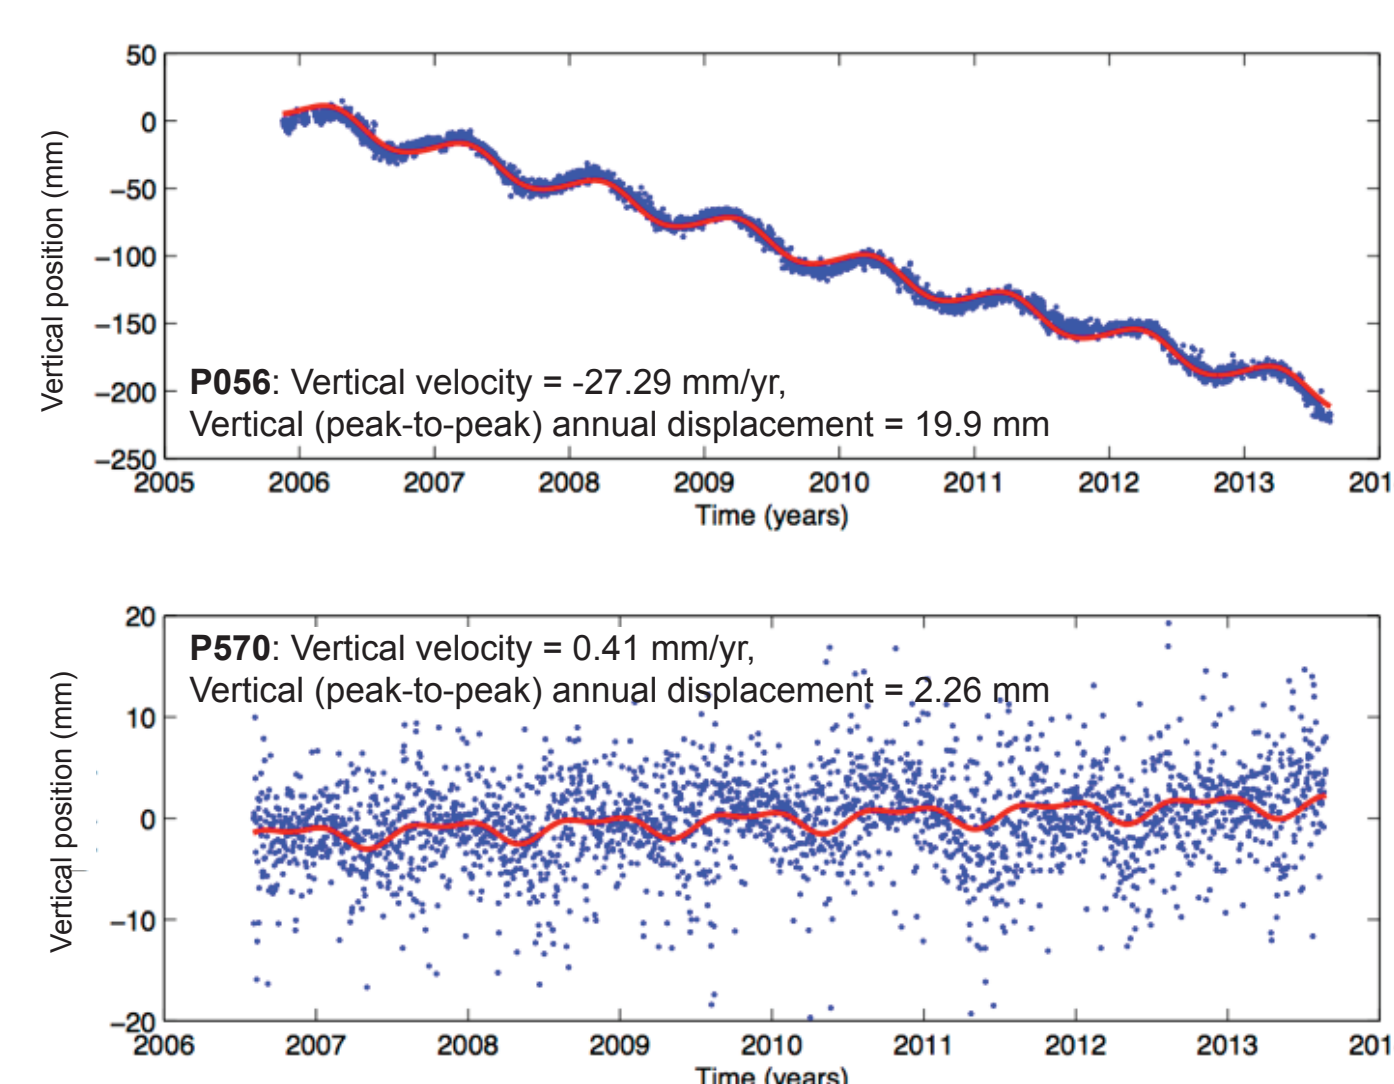 50
0
−50
−100
−150
−200
−250
Vertical position (mm)
P056: Vertical velocity = -27.29 mm/yr,
Vertical (peak-to-peak) annual displacement = 19.9 mm
2005 2006 2007 2008 2009 2010 2011 2012 2013 201
Time (years)
20
10
0
−10
−20
Vertical position (mm)
P570: Vertical velocity = 0.41 mm/yr,
Vertical (peak-to-peak) annual displacement = 2.26 mm
2006 2007 2008 2009 2010 2011 2012 2013 201
Time (years)